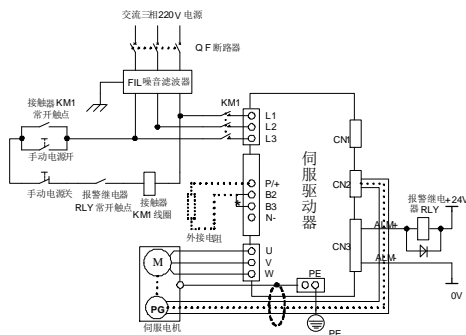 交流三相220V 电源
QF断路器
FIL噪音滤波器
接触器KM1
常开触点
KM1
L1
L2
L3
手动电源开
手动电源关
报警继电器
RLY常开触点
接触器
KM1线圈
P/+
B2
B3
N-
外接电阻
伺服驱动器
CN1
CN2
CN3
报警继电
器RLY
+24V
ALM+
ALM-
0V
U
V
W
M
PG
伺服电机
PE
PE